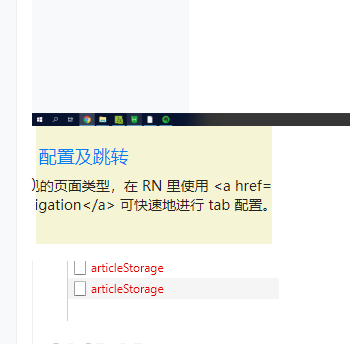 配置及跳转
的页面类型，在 RN 里使用 <a href=
igation</a> 可快速地进行 tab 配置。
articleStorage
articleStorage